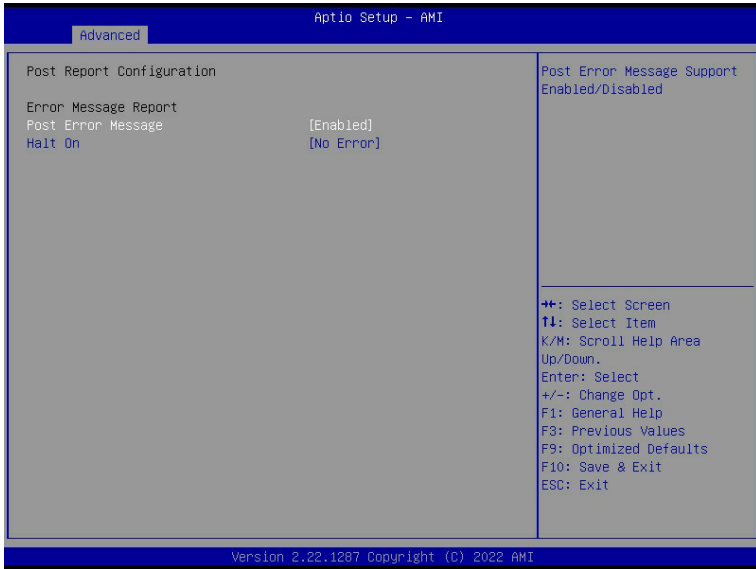 Aptio Setup – AMI
Advanced
Post Report Configuration
Error Message Report
Post Error Message [Enabled]
Halt On [No Error]
Post Error Message Support
Enabled/Disabled
→←: Select Screen
↑↓: Select Item
K/M: Scroll Help Area
Up/Down.
Enter: Select
+/-: Change Opt.
F1: General Help
F3: Previous Values
F9: Optimized Defaults
F10: Save & Exit
ESC: Exit
Version 2.22.1287 Copyright (C) 2022 AMI